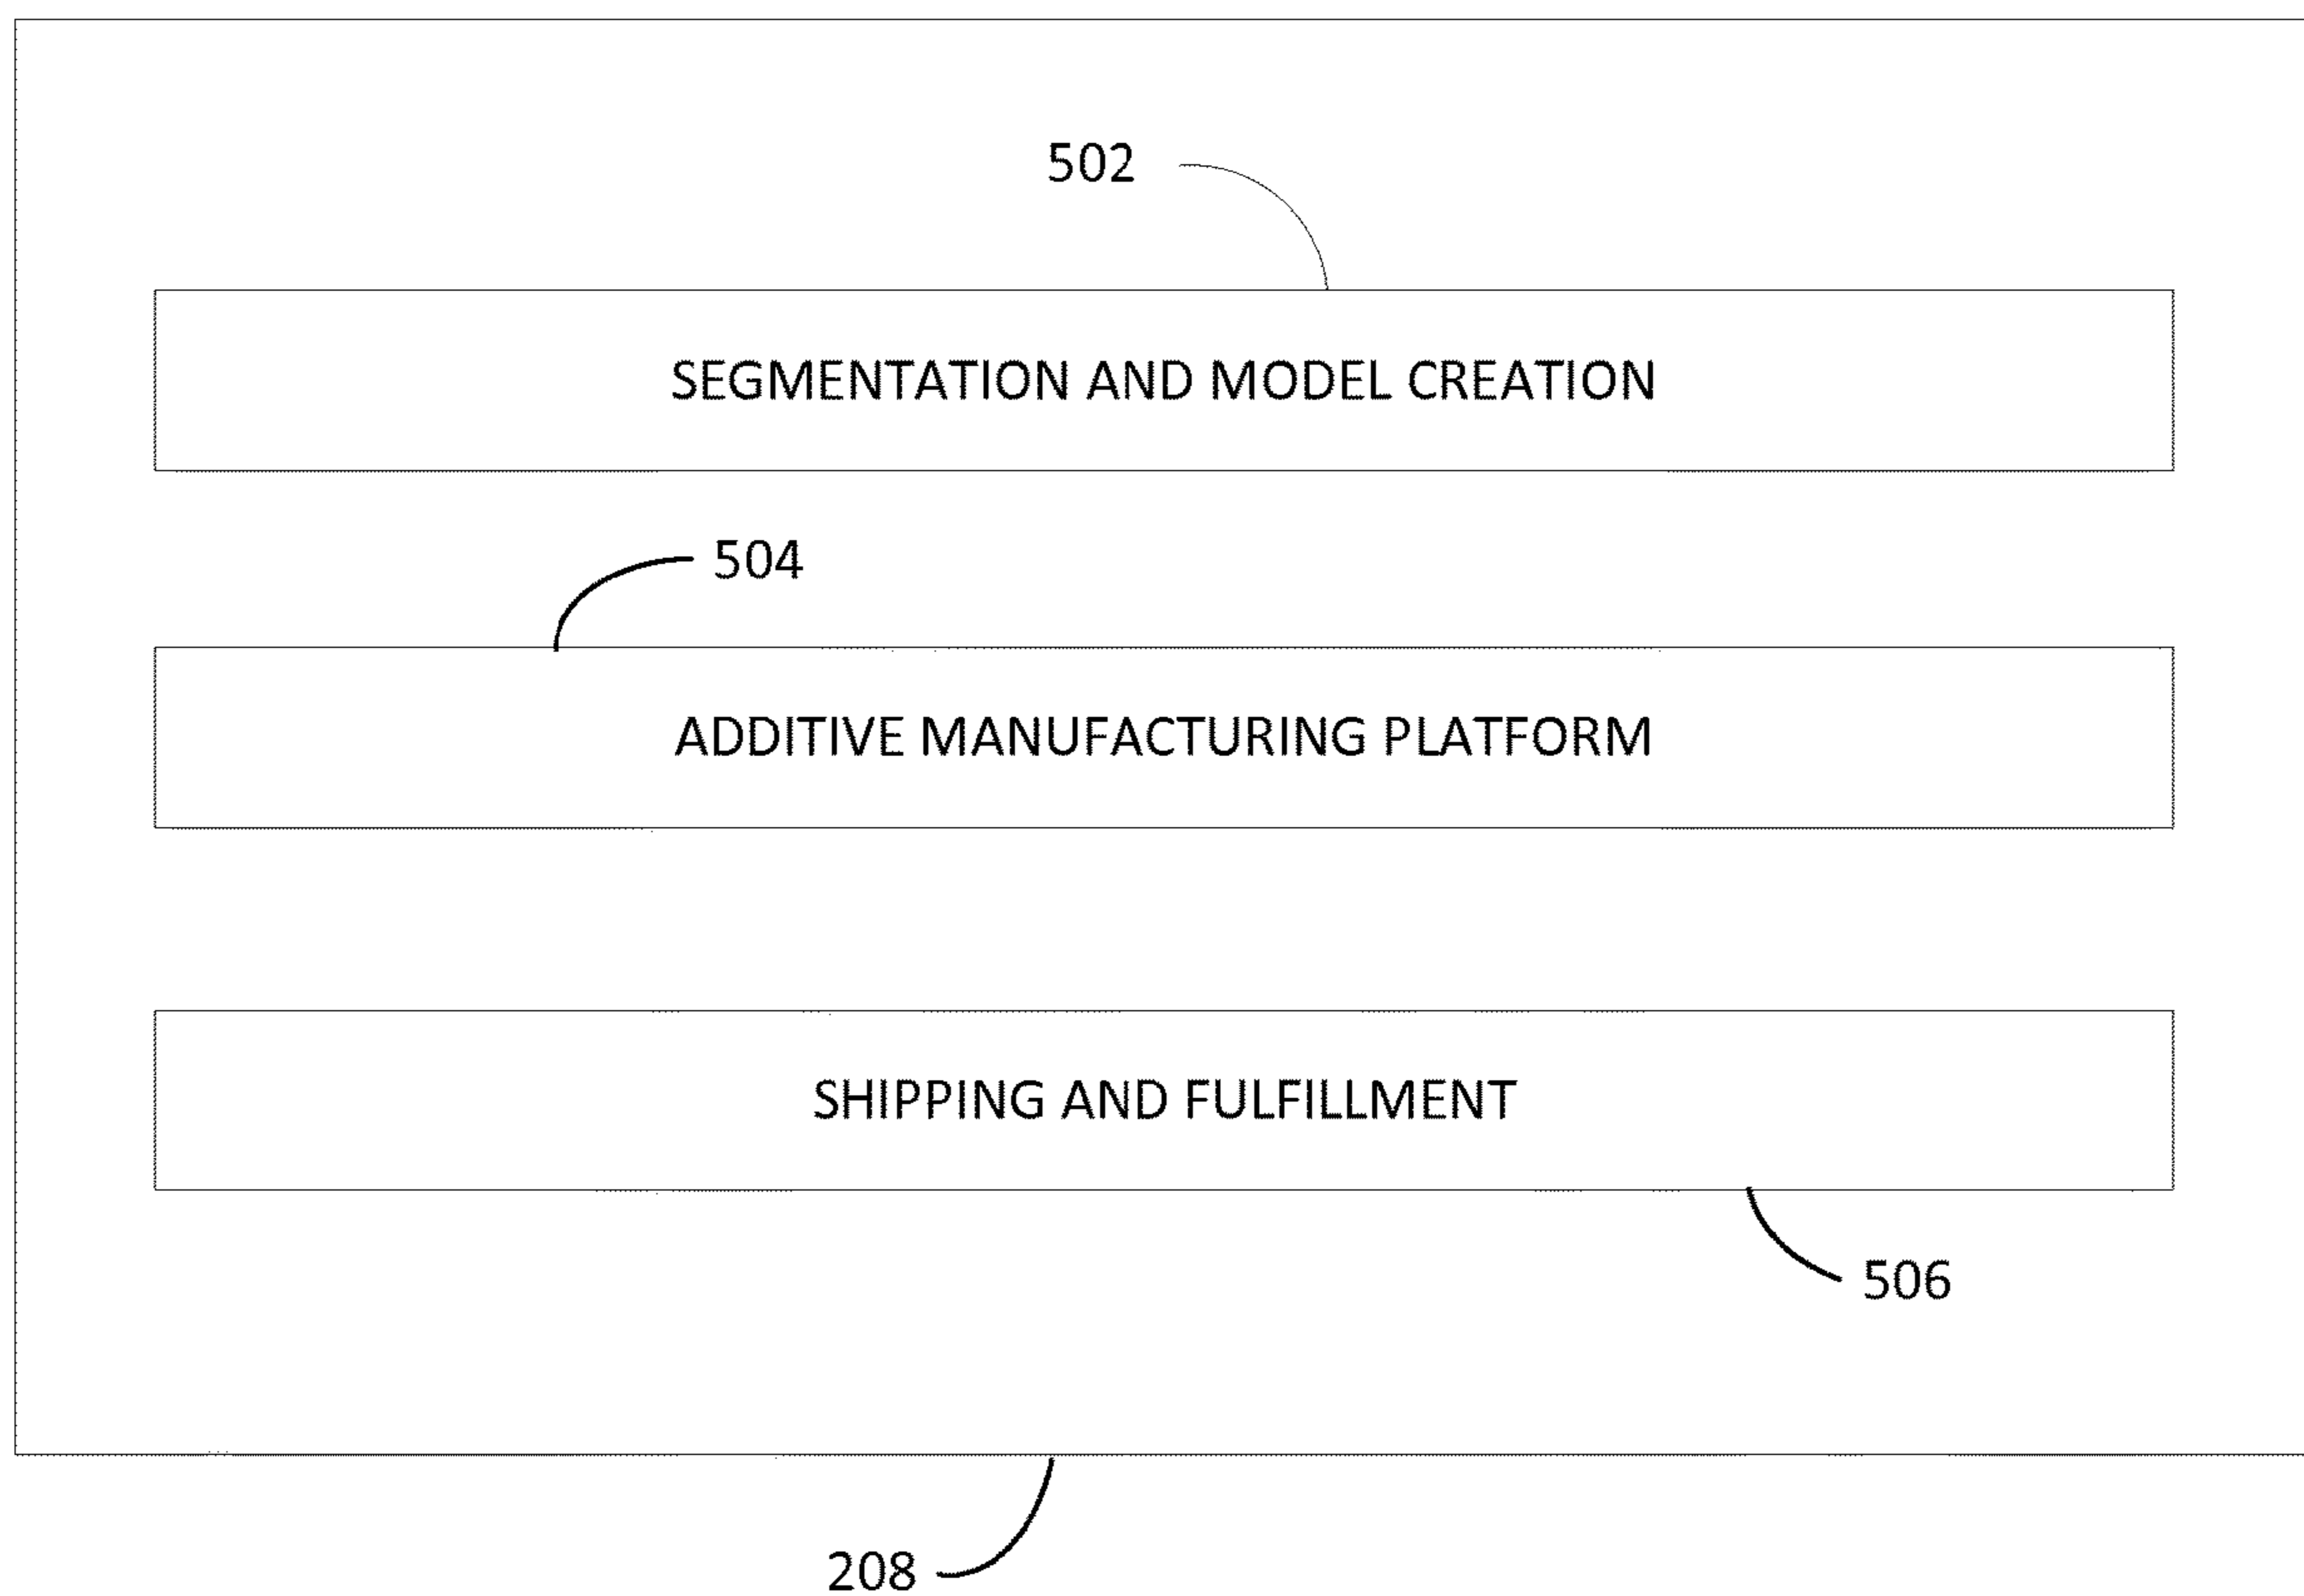 502
SEGMENTATION AND MODEL CREATION
504
ADDITIVE MANUFACTURING PLATFORM
SHIPPING AND FULFILLMENT
506
208